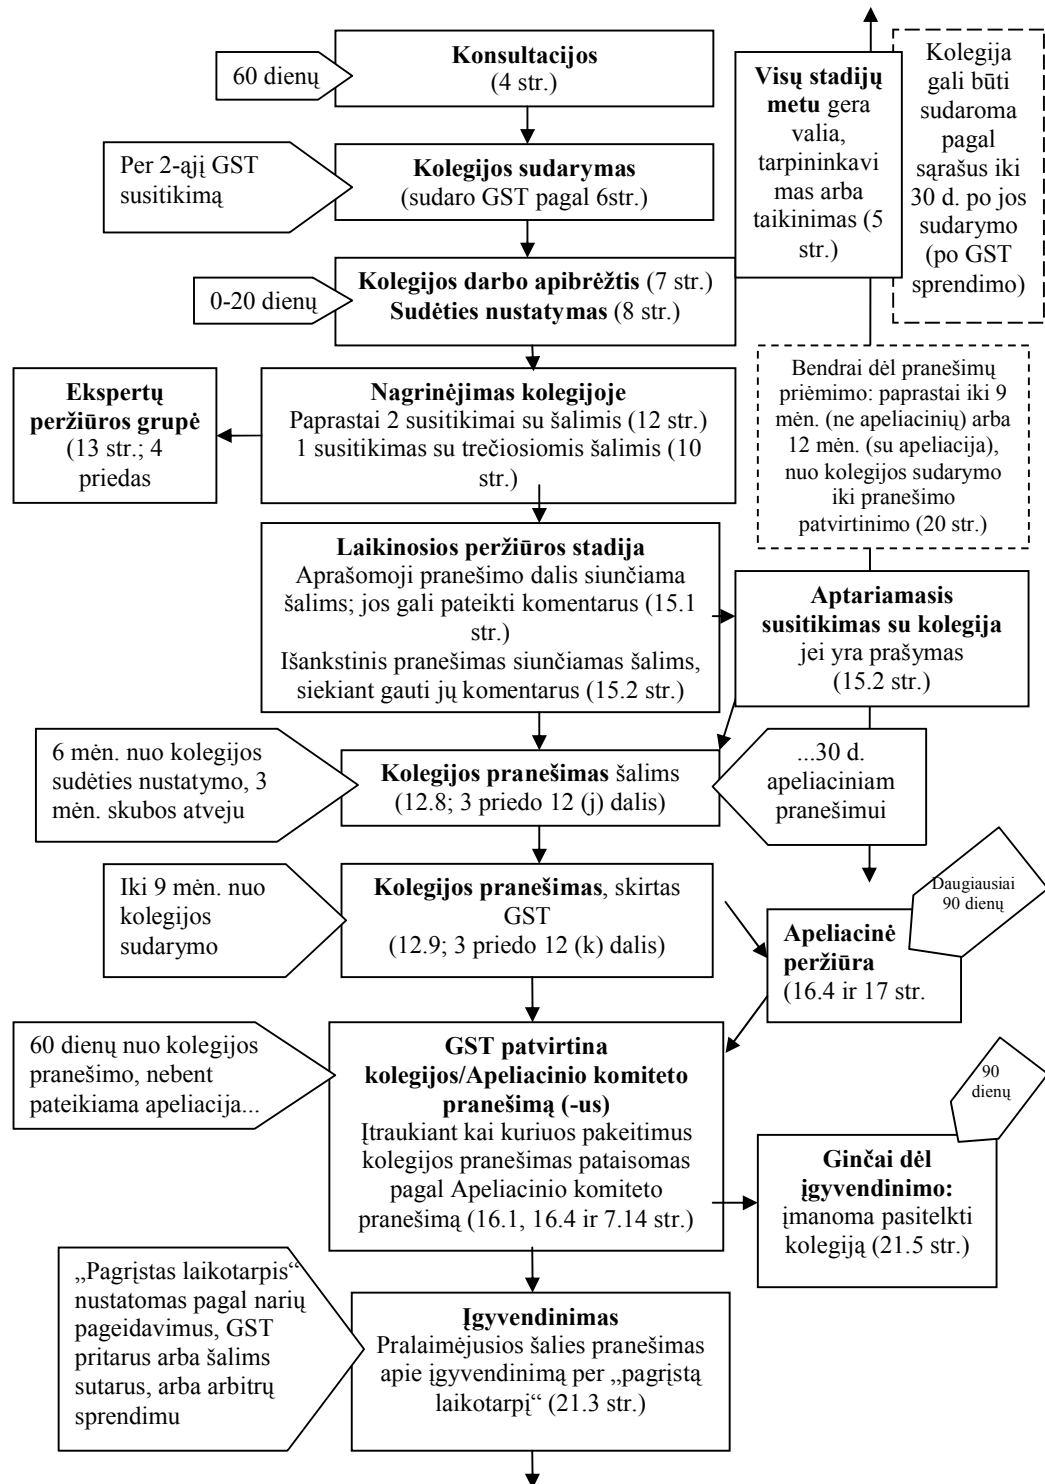 60 dienų
Konsultacijos
(4 str.)
Visų stadijų
metu gera
valia,
tarpininkavi
mas arba
taikinimas (5
str.)
Kolegija
gali būti
sudaroma
pagal
sąrašus iki
30 d. po jos
sudarymo
(po GST
sprendimo)
Per 2-ąjį GST
susitikimą
Kolegijos sudarymas
(sudaro GST pagal 6str.)
0-20 dienų
Kolegijos darbo apibrėžtis (7 str.)
Sudėties nustatymas (8 str.)
Ekspertų
peržiūros grupė
(13 str.; 4
priedas
Nagrinėjimas kolegijoje
Paprastai 2 susitikimai su šalimis (12 str.)
1 susitikimas su trečiosiomis šalimis (10
str.)
Bendrai dėl pranešimų
priėmimo: paprastai iki 9
mėn. (ne apeliacinių) arba
12 mėn. (su apeliacija),
nuo kolegijos sudarymo
iki pranešimo
patvirtinimo (20 str.)
Laikinosios peržiūros stadija
Aprašomoji pranešimo dalis siunčiama
šalims; jos gali pateikti komentarus (15.1
str.)
Išankstinis pranešimas siunčiamas šalims,
siekiant gauti jų komentarus (15.2 str.)
Aptariamasis
susitikimas su kolegija
jei yra prašymas
(15.2 str.)
6 mėn. nuo kolegijos
sudėties nustatymo, 3
mėn. skubos atveju
Kolegijos pranešimas šalims
(12.8; 3 priedo 12 (j) dalis)
...30 d.
apeliaciniam
pranešimui
Iki 9 mėn. nuo
kolegijos
sudarymo
Kolegijos pranešimas, skirtas
GST
(12.9; 3 priedo 12 (k) dalis)
Daugiausiai
90 dienų
Apeliacinė
peržiūra
(16.4 ir 17 str.
60 dienų nuo kolegijos
pranešimo, nebent
pateikiama apeliacija...
GST patvirtina
kolegijos/Apeliacinio komiteto
pranešimą (-us)
Įtraukiant kai kuriuos pakeitimus
kolegijos pranešimas pataisomas
pagal Apeliacinio komiteto
pranešimą (16.1, 16.4 ir 7.14 str.)
90
dienų
Ginčai dėl
įgyvendinimo:
įmanoma pasitelkti
kolegiją (21.5 str.)
„Pagrįstas laikotarpis“
nustatomas pagal narių
pageidavimus, GST
pritarus arba šalims
sutarus, arba arbitrų
sprendimu
Įgyvendinimas
Pralaimėjusios šalies pranešimas
apie įgyvendinimą per „pagrįstą
laikotarpį“ (21.3 str.)